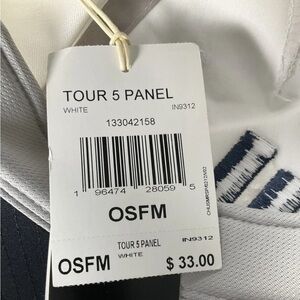 TOUR 5 PANEL
WHITE IN9312
133042158
1 96474 28059 5
OSFM
TOUR 5 PANEL IN9312
OSFM WHITE $ 33.00